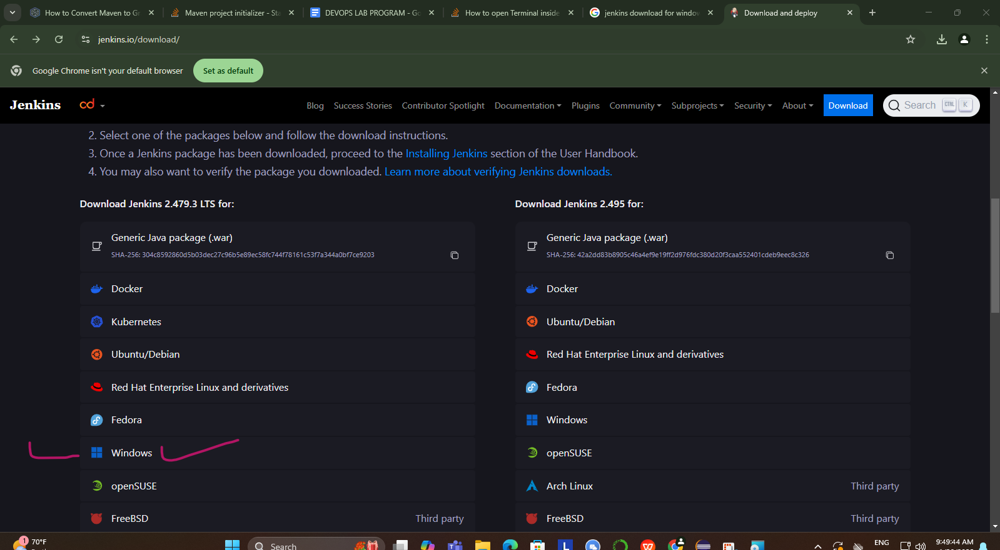 How to Convert Maven to Gr
Maven project initializer - Sta
DEVOPS LAB PROGRAM - Go
How to open Terminal inside
jenkins download for window
Download and deploy
jenkins.io/download/
Google Chrome isn't your default browser
Set as default
Jenkins
cd
Blog
Success Stories
Contributor Spotlight
Documentation
Plugins
Community
Subprojects
Security
About
Download
Search
CTRL
K
2. Select one of the packages below and follow the download instructions.
3. Once a Jenkins package has been downloaded, proceed to the Installing Jenkins section of the User Handbook.
4. You may also want to verify the package you downloaded. Learn more about verifying Jenkins downloads.
Download Jenkins 2.479.3 LTS for:
Generic Java package (.war)
SHA-256: 304c8592860d5b03dec27c96b5e89ec58fc744f78161c53f7a344a0bf7ce9203
Docker
Kubernetes
Ubuntu/Debian
Red Hat Enterprise Linux and derivatives
Fedora
Windows
openSUSE
FreeBSD
Third party
Download Jenkins 2.495 for:
Generic Java package (.war)
SHA-256: 42a2dd83b8905c46a4ef9e19ff2d976fdc380d20f3caa552401cdeb9eec8c326
Docker
Ubuntu/Debian
Red Hat Enterprise Linux and derivatives
Fedora
Windows
openSUSE
Arch Linux
Third party
FreeBSD
Third party
1
70°F
Search
L
ENG
9:49:44 AM